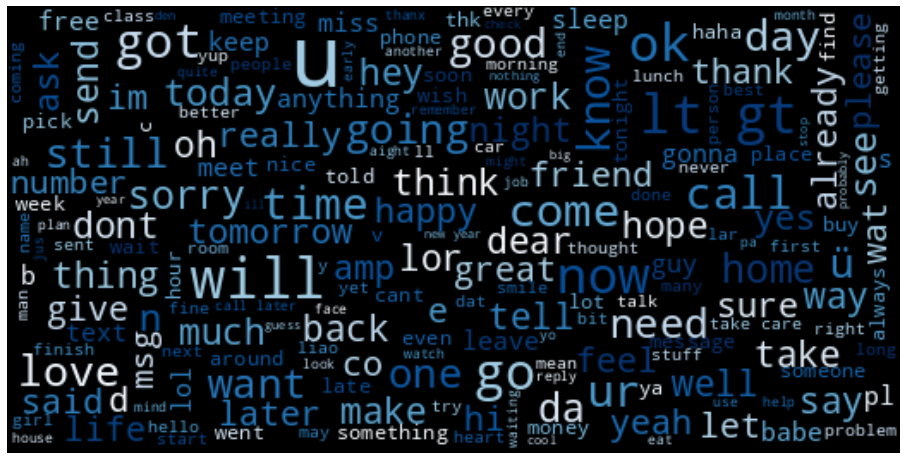 free class den
meeting
miss
thanx
thk
every
sleep
check
month
coming
ask
send
got
yup
keep
phone
another
early
good
end
haha
day
find
please
getting
quite
people
u
hey
soon
morning
nothing
know
ok
lunch
thank
im
today
anything
wish
remember
work
tonight
lt
gt
person
best
stop
already
see
pick
better
c
oh
really
going
night
ah
still
meet
nice
aight
ll
car
might
big
gonna
place
never
probably
wat
s
number
told
think
job
friend
done
call
week
year
sorry
time
happy
come
hope
yes
buy
name
jus
plan
dont
ill
tomorrow
v
new year
dear
thought
lar
pa
first
ü
always
sent
wait
room
lor
great
now
guy
many
home
b
thing
hour
will
y
amp
yet
cant
e
dat
smile
lot
bit
talk
need
sure
way
man
give
n
fine
call later
face
tell
take care
right
text
msg
much
guess
back
even
leave
yo
message
finish
next
around
liao
look
watch
co
one
go
mean
reply
feel
stuff
take
someone
long
love
lol
want
late
ur
ya
well
use
help
said
d
mind
later
make
try
hi
waiting
da
say
pl
girl
life
hello
start
went
may
something
heart
money
cool
eat
yeah
let
babe
problem
house